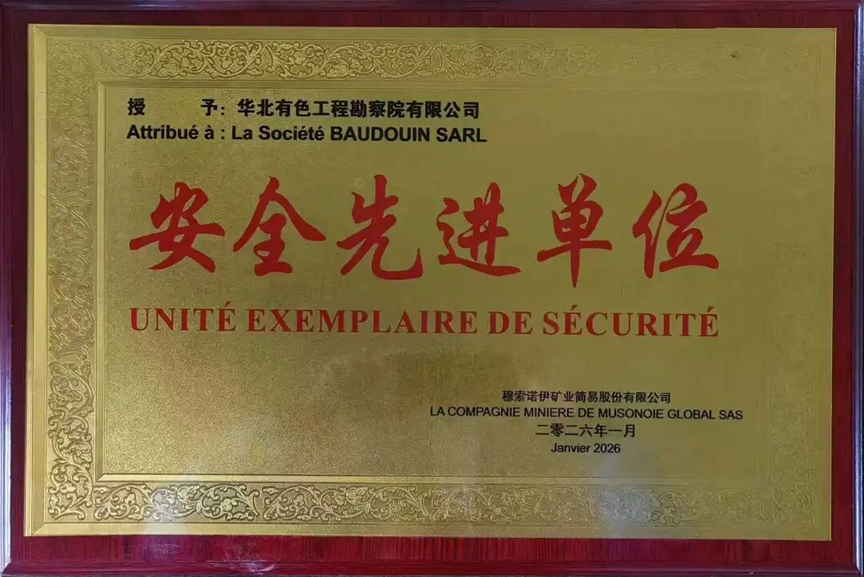 授 予：华北有色工程勘察院有限公司
Attribué à : La Société BAUDOUIN SARL
安全先进单位
UNITÉ EXEMPLAIRE DE SÉCURITÉ
穆索诺伊矿业简易股份有限公司
LA COMPAGNIE MINIERE DE MUSONOIE GLOBAL SAS
二零二六年一月
Janvier 2026